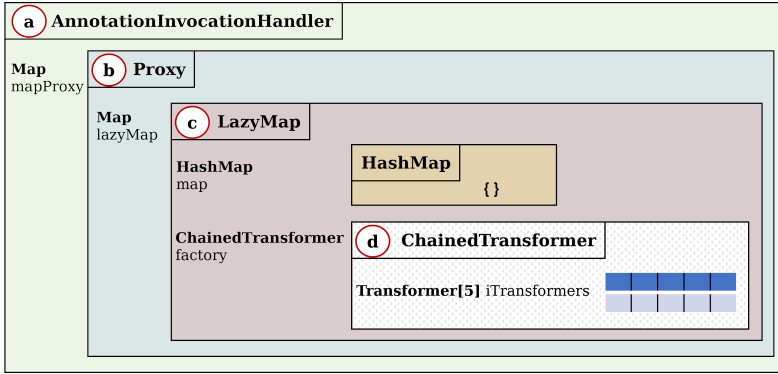 a AnnotationInvocationHandler
Map
mapProxy
b Proxy
Map
lazyMap
c LazyMap
HashMap
map
HashMap
{ }
ChainedTransformer
factory
d ChainedTransformer
Transformer[5] iTransformers